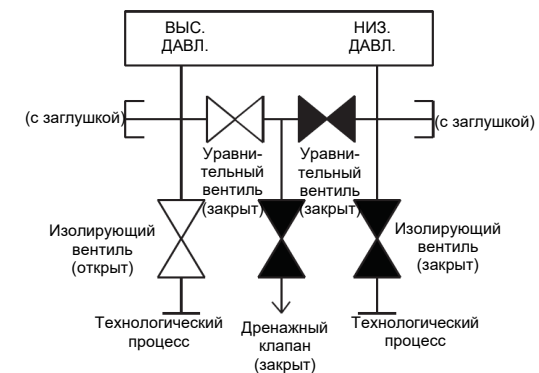 ВЫС.
ДАВЛ.
НИЗ.
ДАВЛ.
(с заглушкой)
(с заглушкой)
Уравни-
тельный
вентиль
(закрыт)
Уравни-
тельный
вентиль
(закрыт)
Изолирующий
вентиль
(открыт)
Изолирующий
вентиль
(закрыт)
Технологический
процесс
Дренажный
клапан
(закрыт)
Технологический
процесс